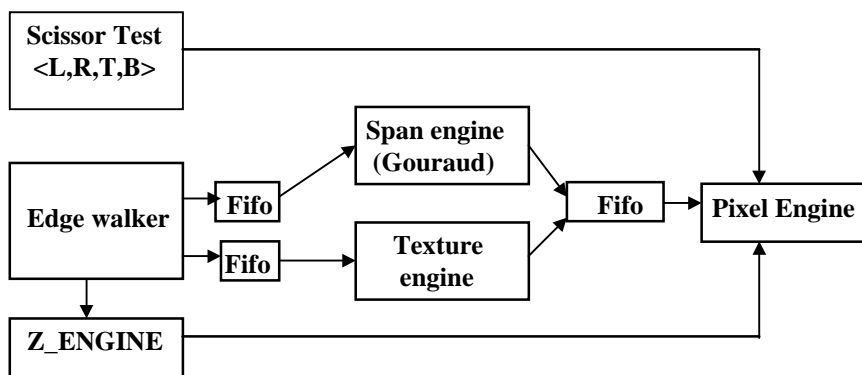 Scissor Test
<L,R,T,B>
Span engine
(Gouraud)
Edge walker
Fifo
Fifo
Fifo
Pixel Engine
Texture
engine
Z_ENGINE